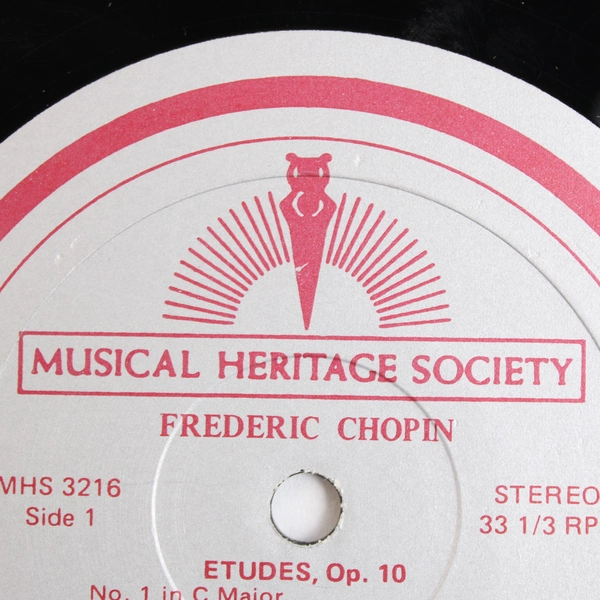 MUSICAL HERITAGE SOCIETY
FREDERIC CHOPIN
MHS 3216
Side 1
STEREO
33 1/3 RP
ETUDES, Op. 10
No. 1 in C Major